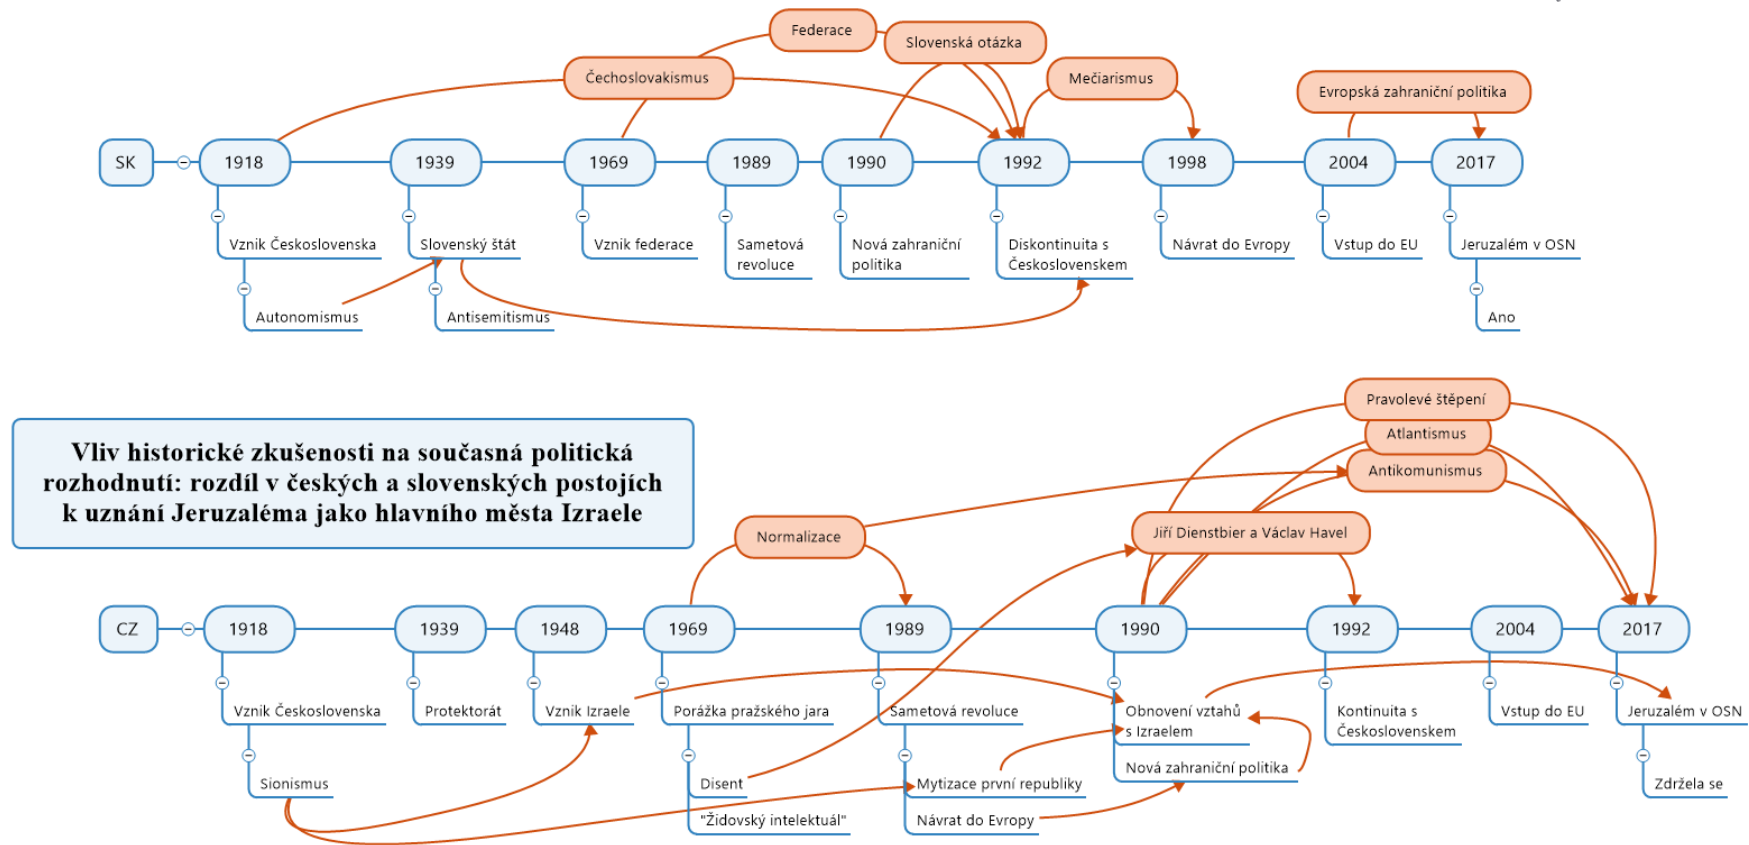 Federace
Slovenská otázka
Čechoslovakismus
Mečiarismus
Evropská zahraniční politika
SK
1918
1939
1969
1989
1990
1992
1998
2004
2017
Vznik Československa
Slovenský štát
Vznik federace
Sametová
revoluce
Nová zahraniční
politika
Diskontinuita s
Československem
Návrat do Evropy
Vstup do EU
Jeruzalém v OSN
Autonomismus
Antisemitismus
Ano
Vliv historické zkušenosti na současná politická
rozhodnutí: rozdíl v českých a slovenských postojích
k uznání Jeruzaléma jako hlavního města Izraele
Pravolevé štěpení
Atlantismus
Antikomunismus
Normalizace
Jiří Dienstbier a Václav Havel
CZ
1918
1939
1948
1969
1989
1990
1992
2004
2017
Vznik Československa
Protektorát
Vznik Izraele
Porážka pražského jara
Sametová revoluce
Obnovení vztahů
s Izraelem
Kontinuita s
Československem
Vstup do EU
Jeruzalém v OSN
Nová zahraniční politika
Sionismus
Disent
Mytizace první republiky
Zdržela se
"Židovský intelektuál"
Návrat do Evropy